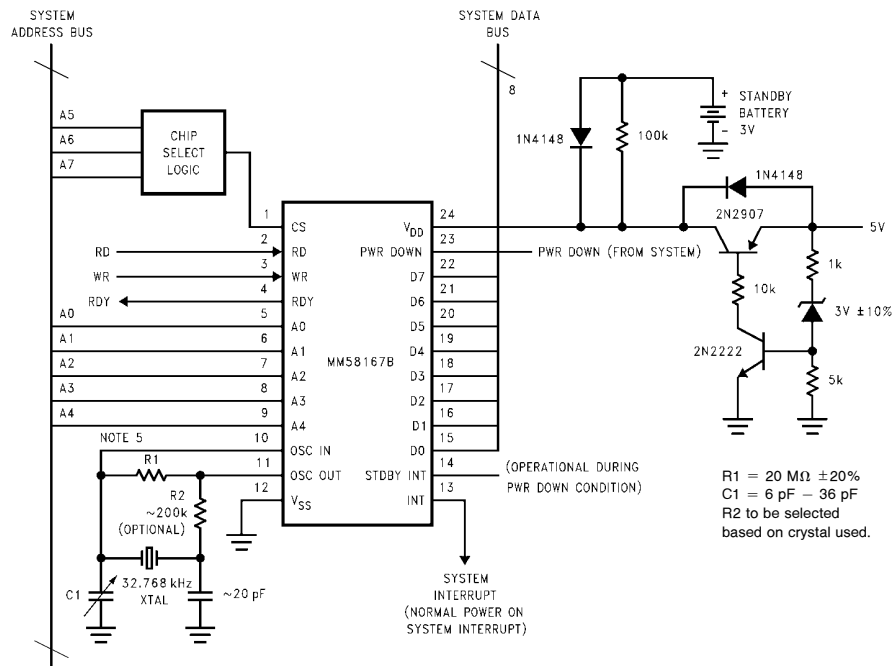 SYSTEM
ADDRESS BUS
SYSTEM DATA
BUS
8
A5
A6
A7
CHIP
SELECT
LOGIC
1N4148
100k
+
-
STANDBY
BATTERY
3V
1N4148
2N2907
5V
1k
10k
3V ±10%
2N2222
5k
RD
WR
RDY
A0
A1
A2
A3
A4
1
2
3
4
5
6
7
8
9
10
11
12
CS
RD
WR
RDY
A0
A1
A2
A3
A4
OSC IN
OSC OUT
VSS
MM58167B
VDD
PWR DOWN
D7
D6
D5
D4
D3
D2
D1
D0
STDBY INT
INT
24
23
22
21
20
19
18
17
16
15
14
13
PWR DOWN (FROM SYSTEM)
(OPERATIONAL DURING
PWR DOWN CONDITION)
NOTE 5
R1
R2
~200k
(OPTIONAL)
C1
32.768 kHz
XTAL
~20 pF
SYSTEM
INTERRUPT
(NORMAL POWER ON
SYSTEM INTERRUPT)
R1 = 20 MΩ ±20%
C1 = 6 pF – 36 pF
R2 to be selected
based on crystal used.